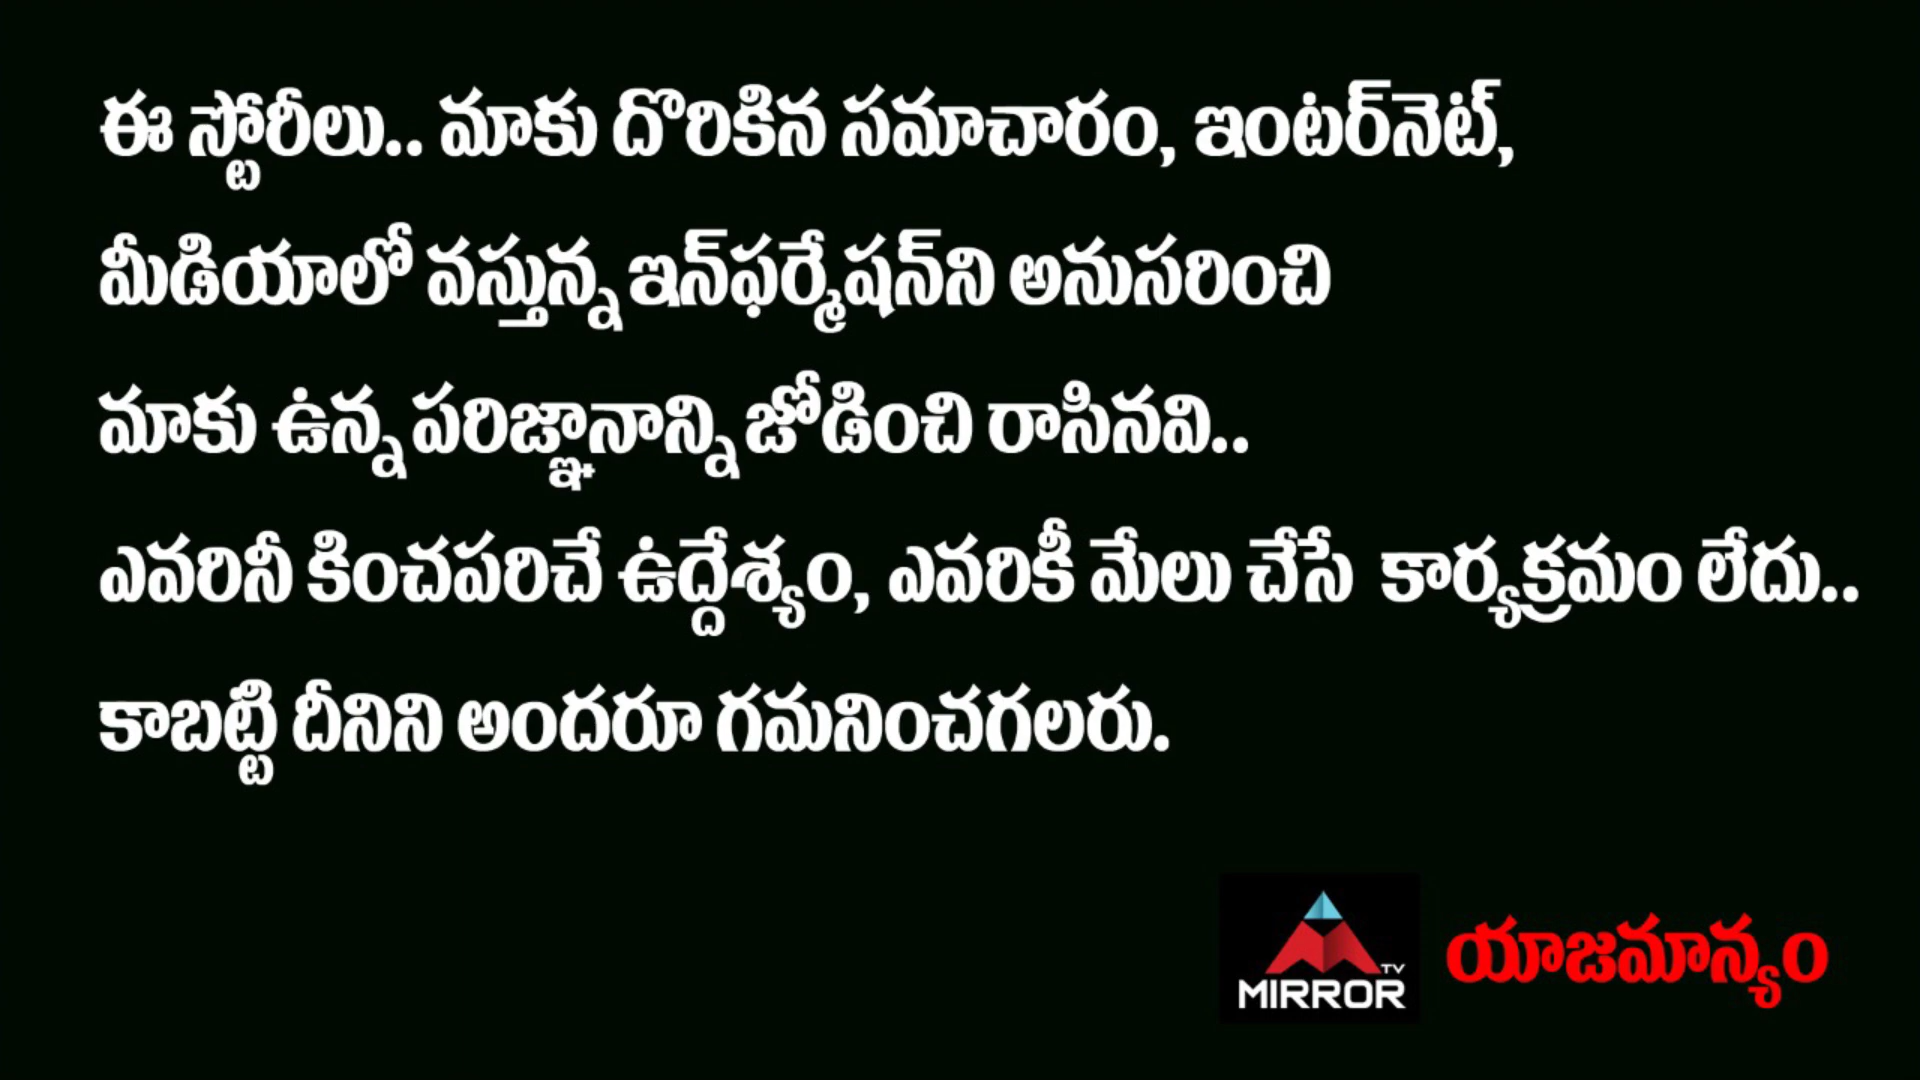 ఈ స్టోరీలు.. మాకు దొరికిన సమాచారం, ఇంటర్‌నెట్,
మీడియాలో వస్తున్న ఇన్‌ఫర్మేషన్‌ని అనుసరించి
మాకు ఉన్న పరిజ్ఞానాన్ని జోడించి రాసినవి..
ఎవరినీ కించపరిచే ఉద్దేశ్యం, ఎవరికీ మేలు చేసే కార్యక్రమం లేదు..
కాబట్టి దీనిని అందరూ గమనించగలరు.
MIRROR TV యాజమాన్యం